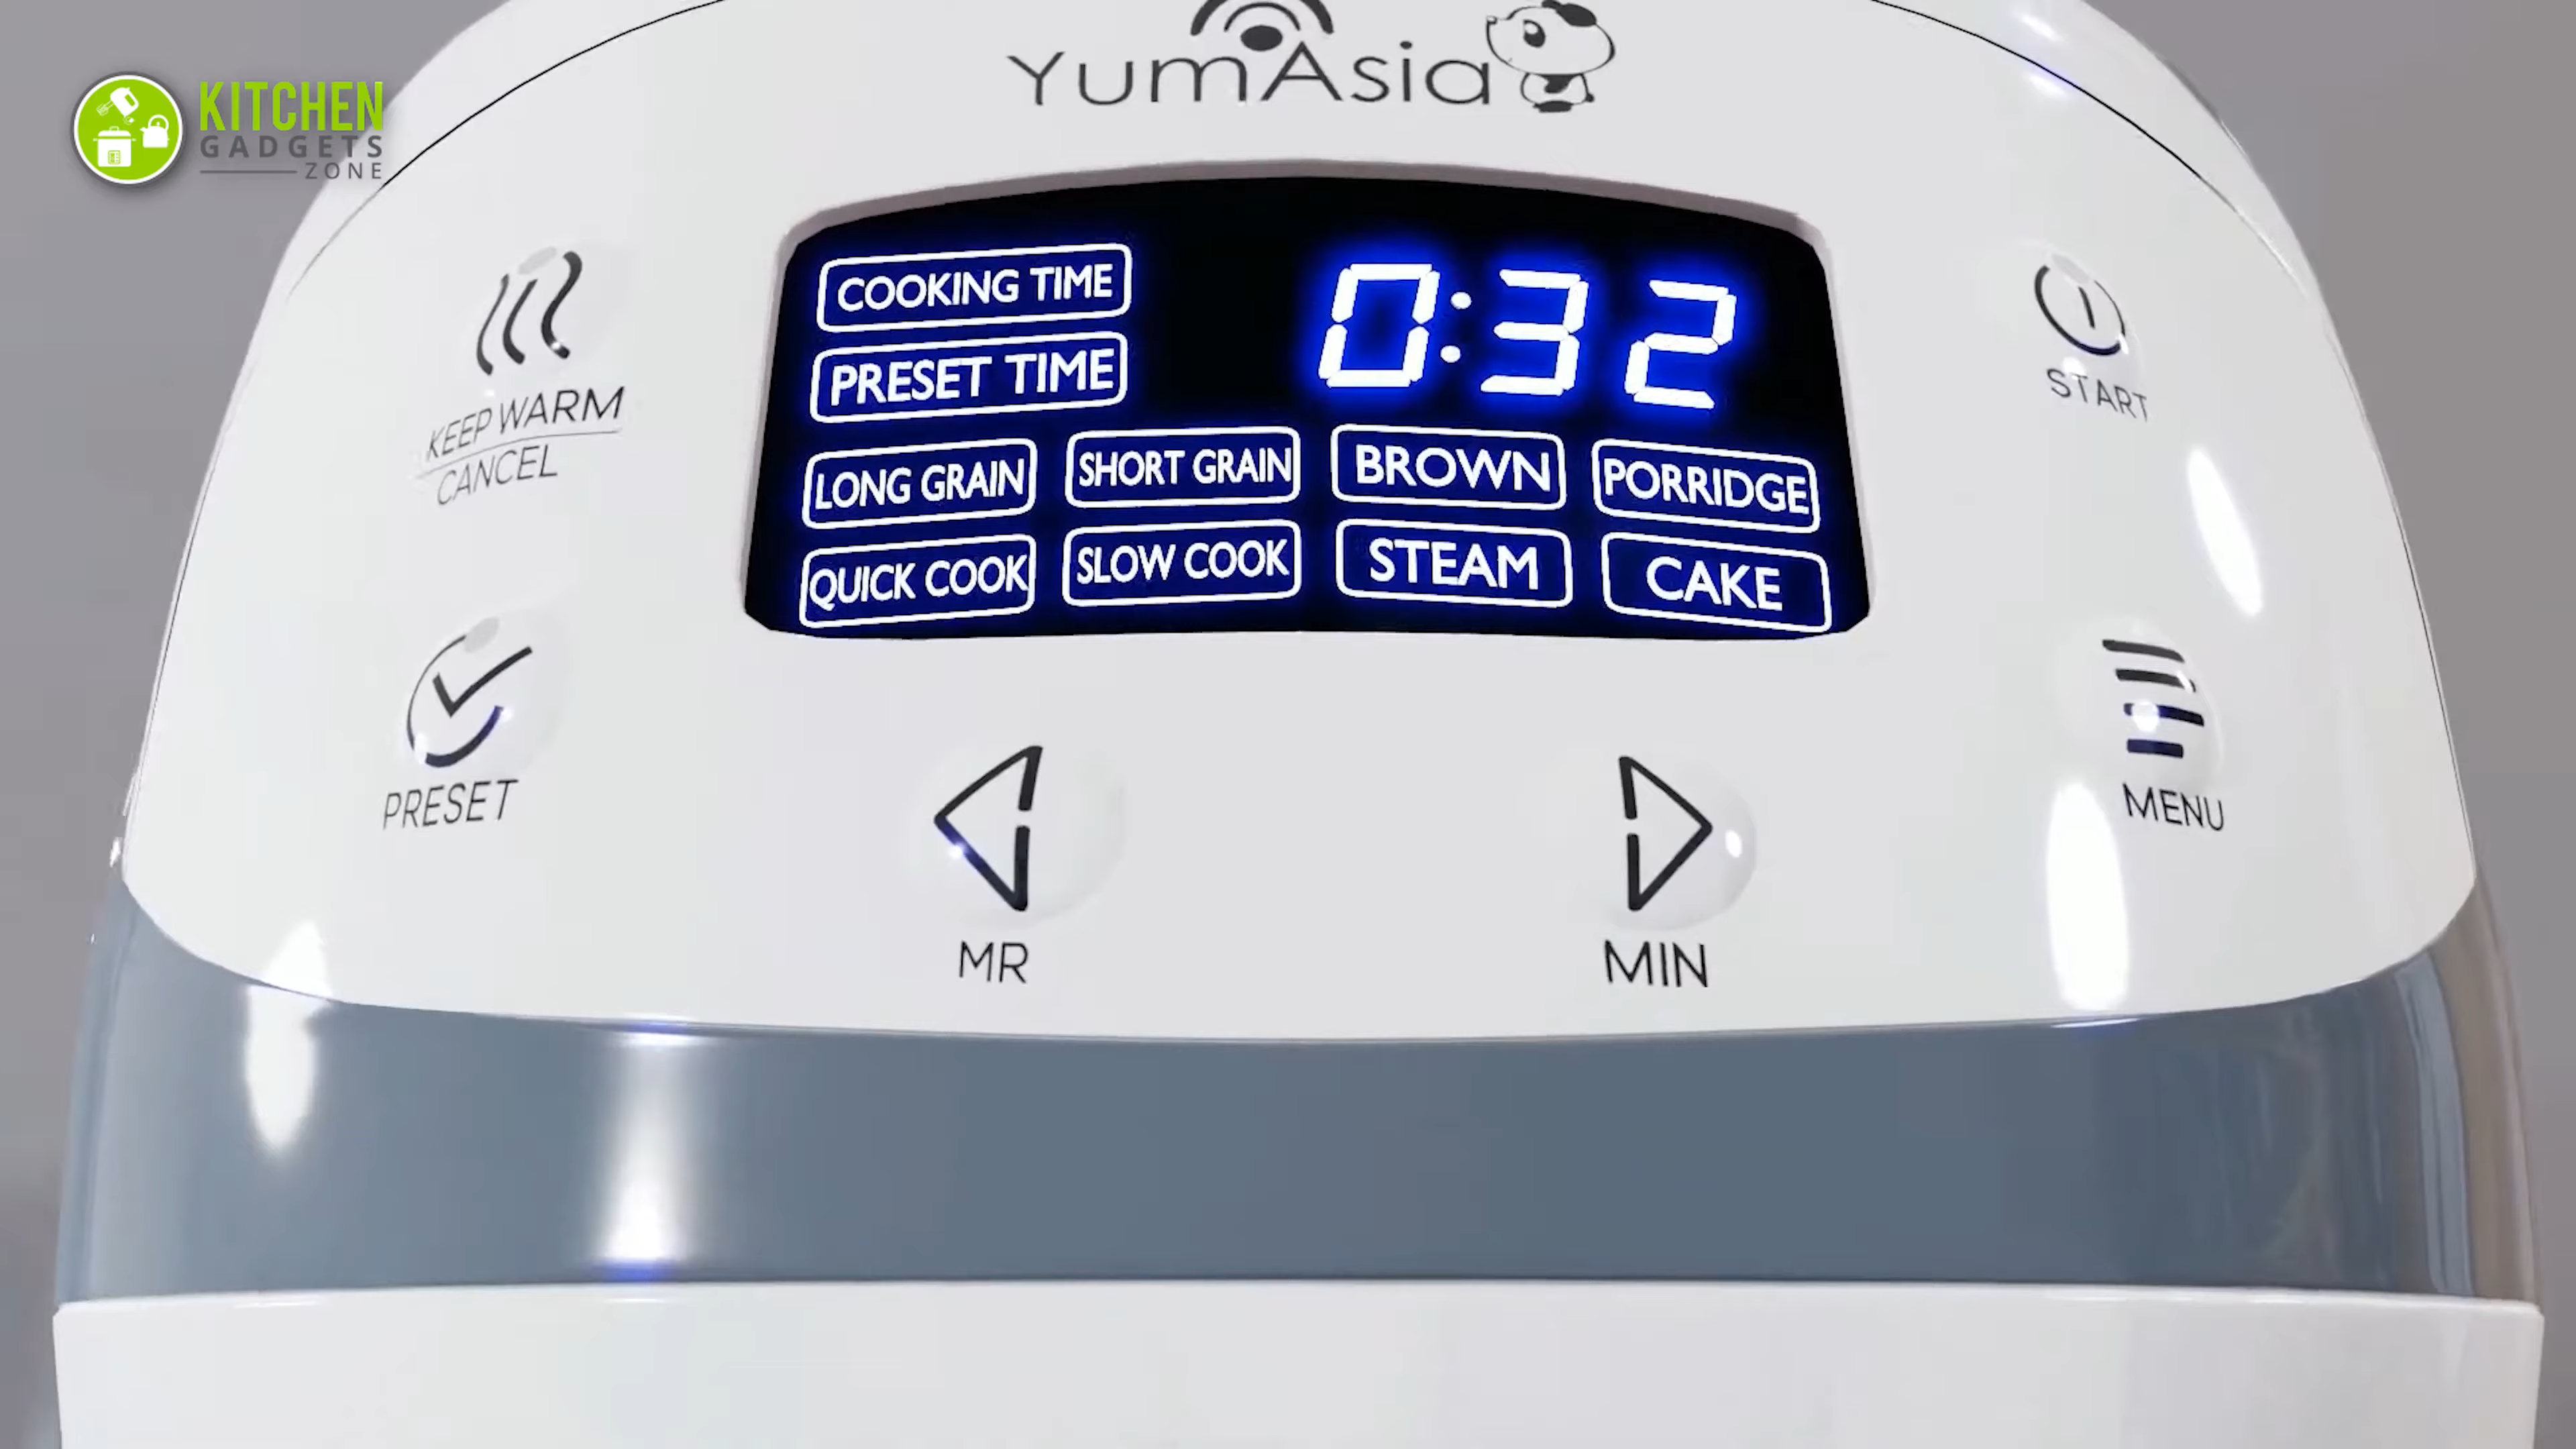 KITCHEN
GADGETS
ZONE
YumAsia
COOKING TIME
0:32
PRESET TIME
LONG GRAIN
SHORT GRAIN
BROWN
PORRIDGE
QUICK COOK
SLOW COOK
STEAM
CAKE
KEEP WARM
CANCEL
START
PRESET
MENU
MR
MIN